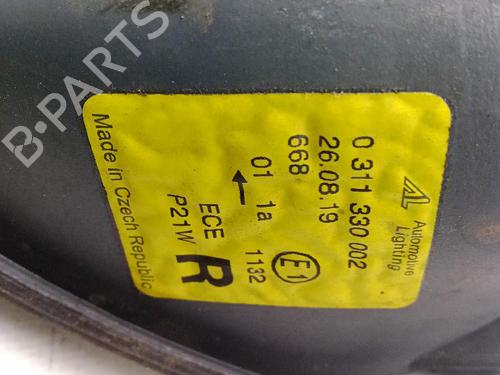 B-PARTS
AL Automotive Lighting
0 311 330 002
26.08.19
668
01 1a
E1
1132
ECE
P21W
R
Made in Czech Republic